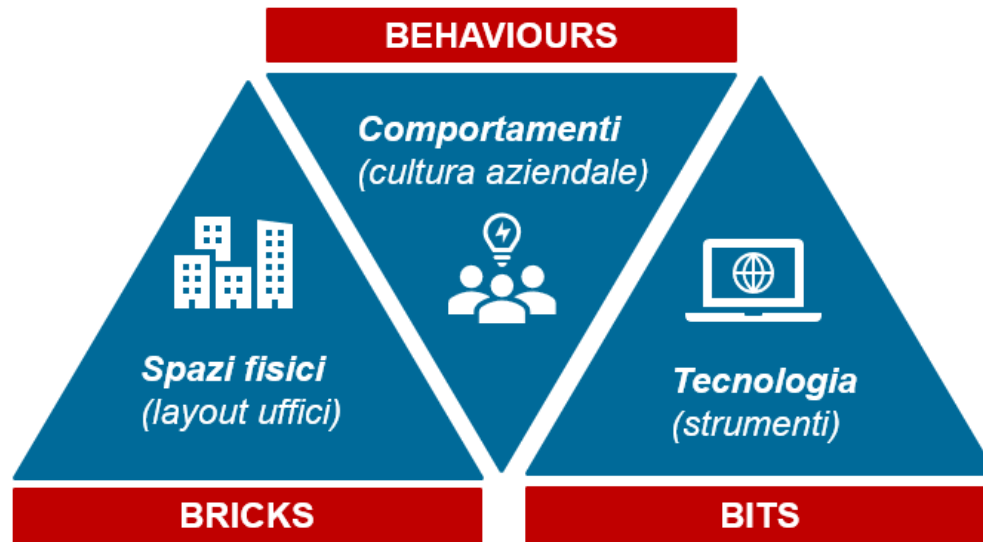 BEHAVIOURS
Comportamenti
(cultura aziendale)
Spazi fisici
(layout uffici)
Tecnologia
(strumenti)
BRICKS
BITS